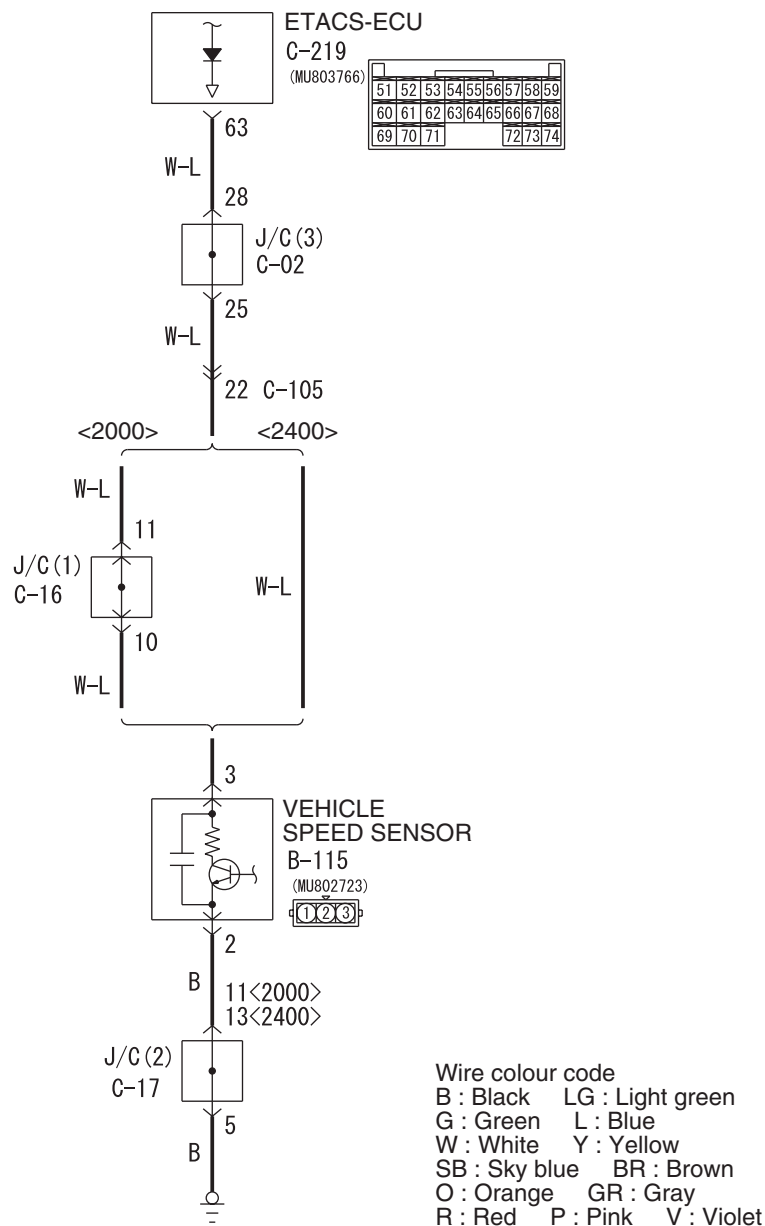 ETACS-ECU
C-219
(MU803766)
51 52 53 54 55 56 57 58 59
60 61 62 63 64 65 66 67 68
69 70 71 72 73 74
63
W-L
28
J/C(3)
C-02
25
W-L
22 C-105
<2000> <2400>
W-L
11
J/C(1)
C-16
W-L
10
W-L
3
VEHICLE
SPEED SENSOR
B-115
(MU802723)
1 2 3
2
B
11<2000>
13<2400>
J/C(2)
C-17
5
B
Wire colour code
B : Black LG : Light green
G : Green L : Blue
W : White Y : Yellow
SB : Sky blue BR : Brown
O : Orange GR : Gray
R : Red P : Pink V : Violet